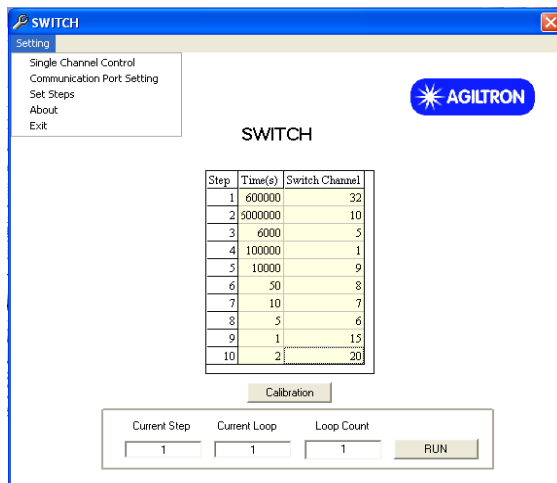 SWITCH
Setting
Single Channel Control
Communication Port Setting
Set Steps
About
Exit
AGILTRON
SWITCH
Step Time(s) Switch Channel
1 600000 32
2 5000000 10
3 6000 5
4 100000 1
5 10000 9
6 50 8
7 10 7
8 5 6
9 1 15
10 2 20
Calibration
Current Step Current Loop Loop Count
1 1 1 RUN